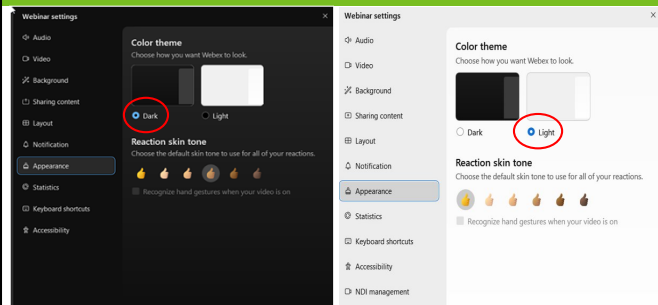 Webinar settings
Audio
Video
Background
Sharing content
Layout
Notification
Appearance
Statistics
Keyboard shortcuts
Accessibility
Color theme
Choose how you want Webex to look.
Dark
Light
Reaction skin tone
Choose the default skin tone to use for all of your reactions.
Recognize hand gestures when your video is on
Webinar settings
Audio
Video
Background
Sharing content
Layout
Notification
Appearance
Statistics
Keyboard shortcuts
Accessibility
NDI management
Color theme
Choose how you want Webex to look.
Dark
Light
Reaction skin tone
Choose the default skin tone to use for all of your reactions.
Recognize hand gestures when your video is on